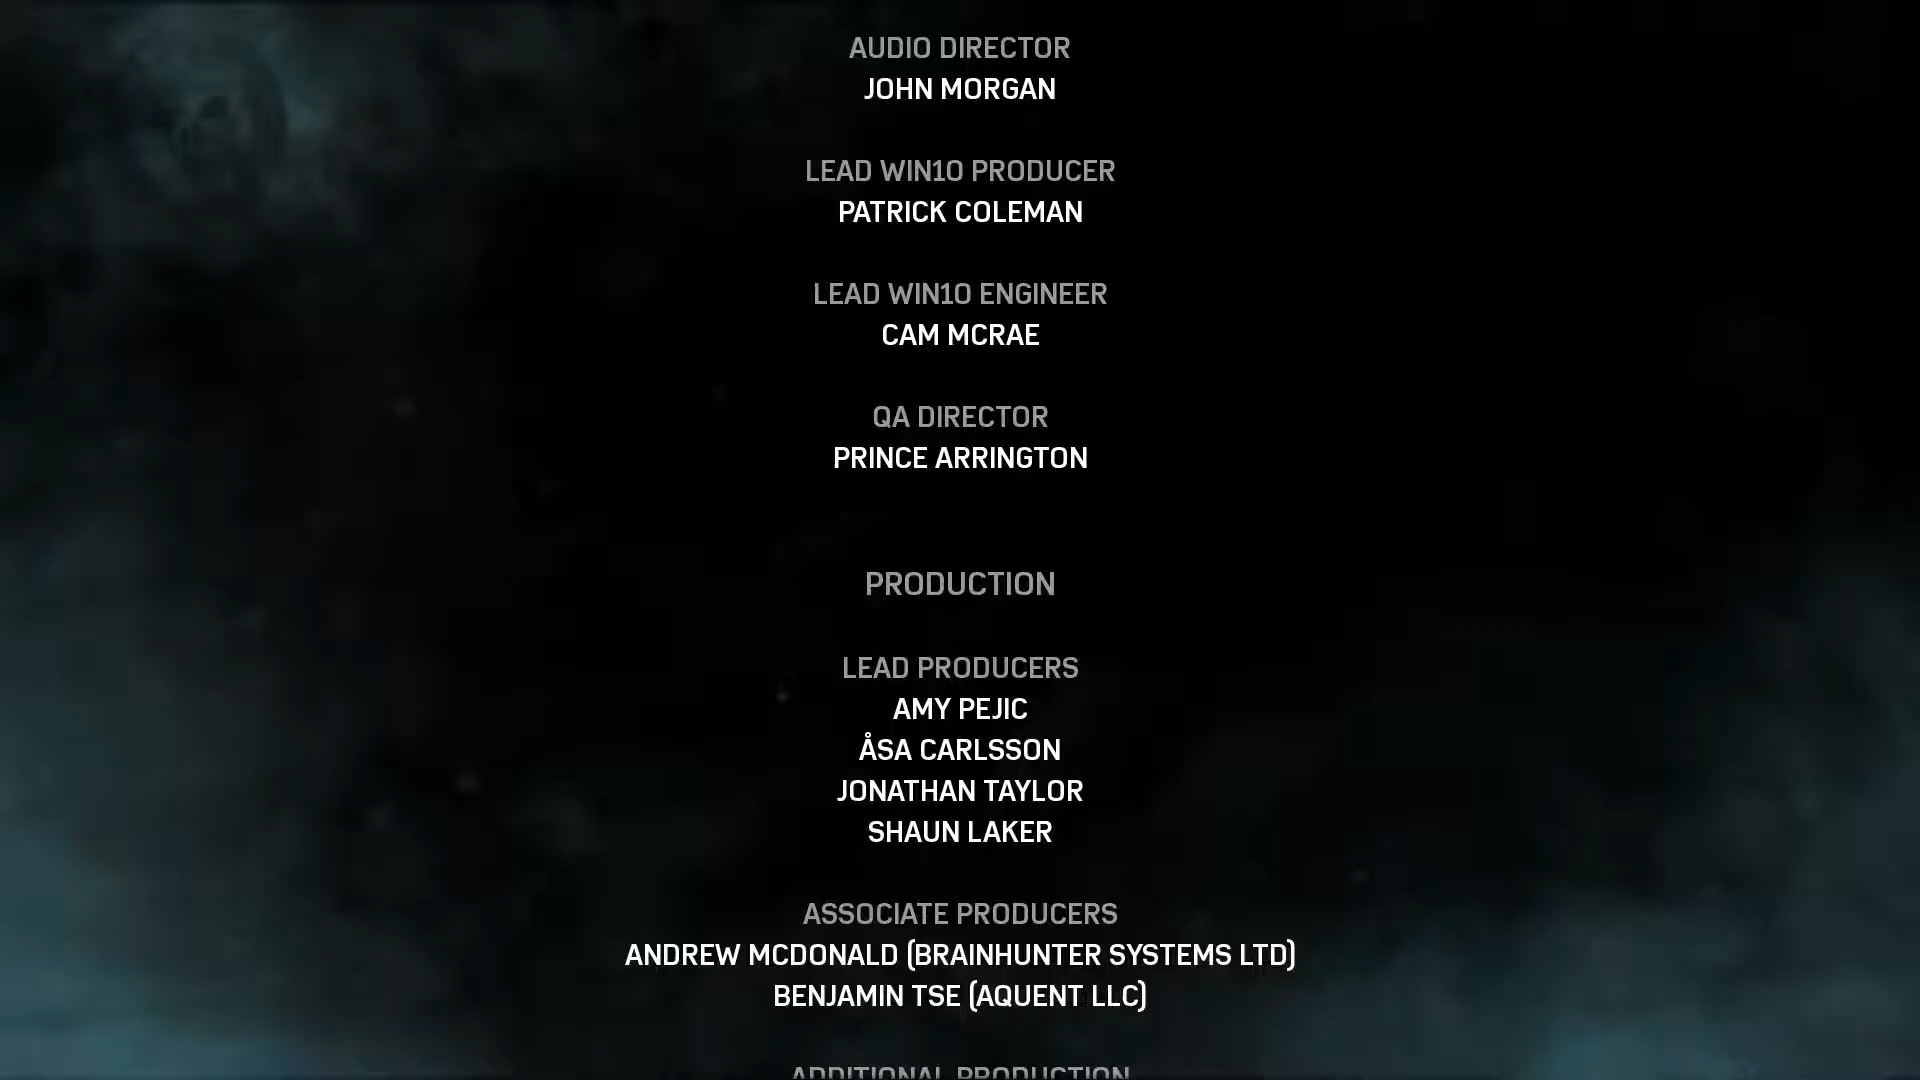 AUDIO DIRECTOR
JOHN MORGAN
LEAD WIN10 PRODUCER
PATRICK COLEMAN
LEAD WIN10 ENGINEER
CAM MCRAE
QA DIRECTOR
PRINCE ARRINGTON
PRODUCTION
LEAD PRODUCERS
AMY PEJIC
ÅSA CARLSSON
JONATHAN TAYLOR
SHAUN LAKER
ASSOCIATE PRODUCERS
ANDREW MCDONALD (BRAINHUNTER SYSTEMS LTD)
BENJAMIN TSE (AQUENT LLC)
ADDITIONAL PRODUCTION